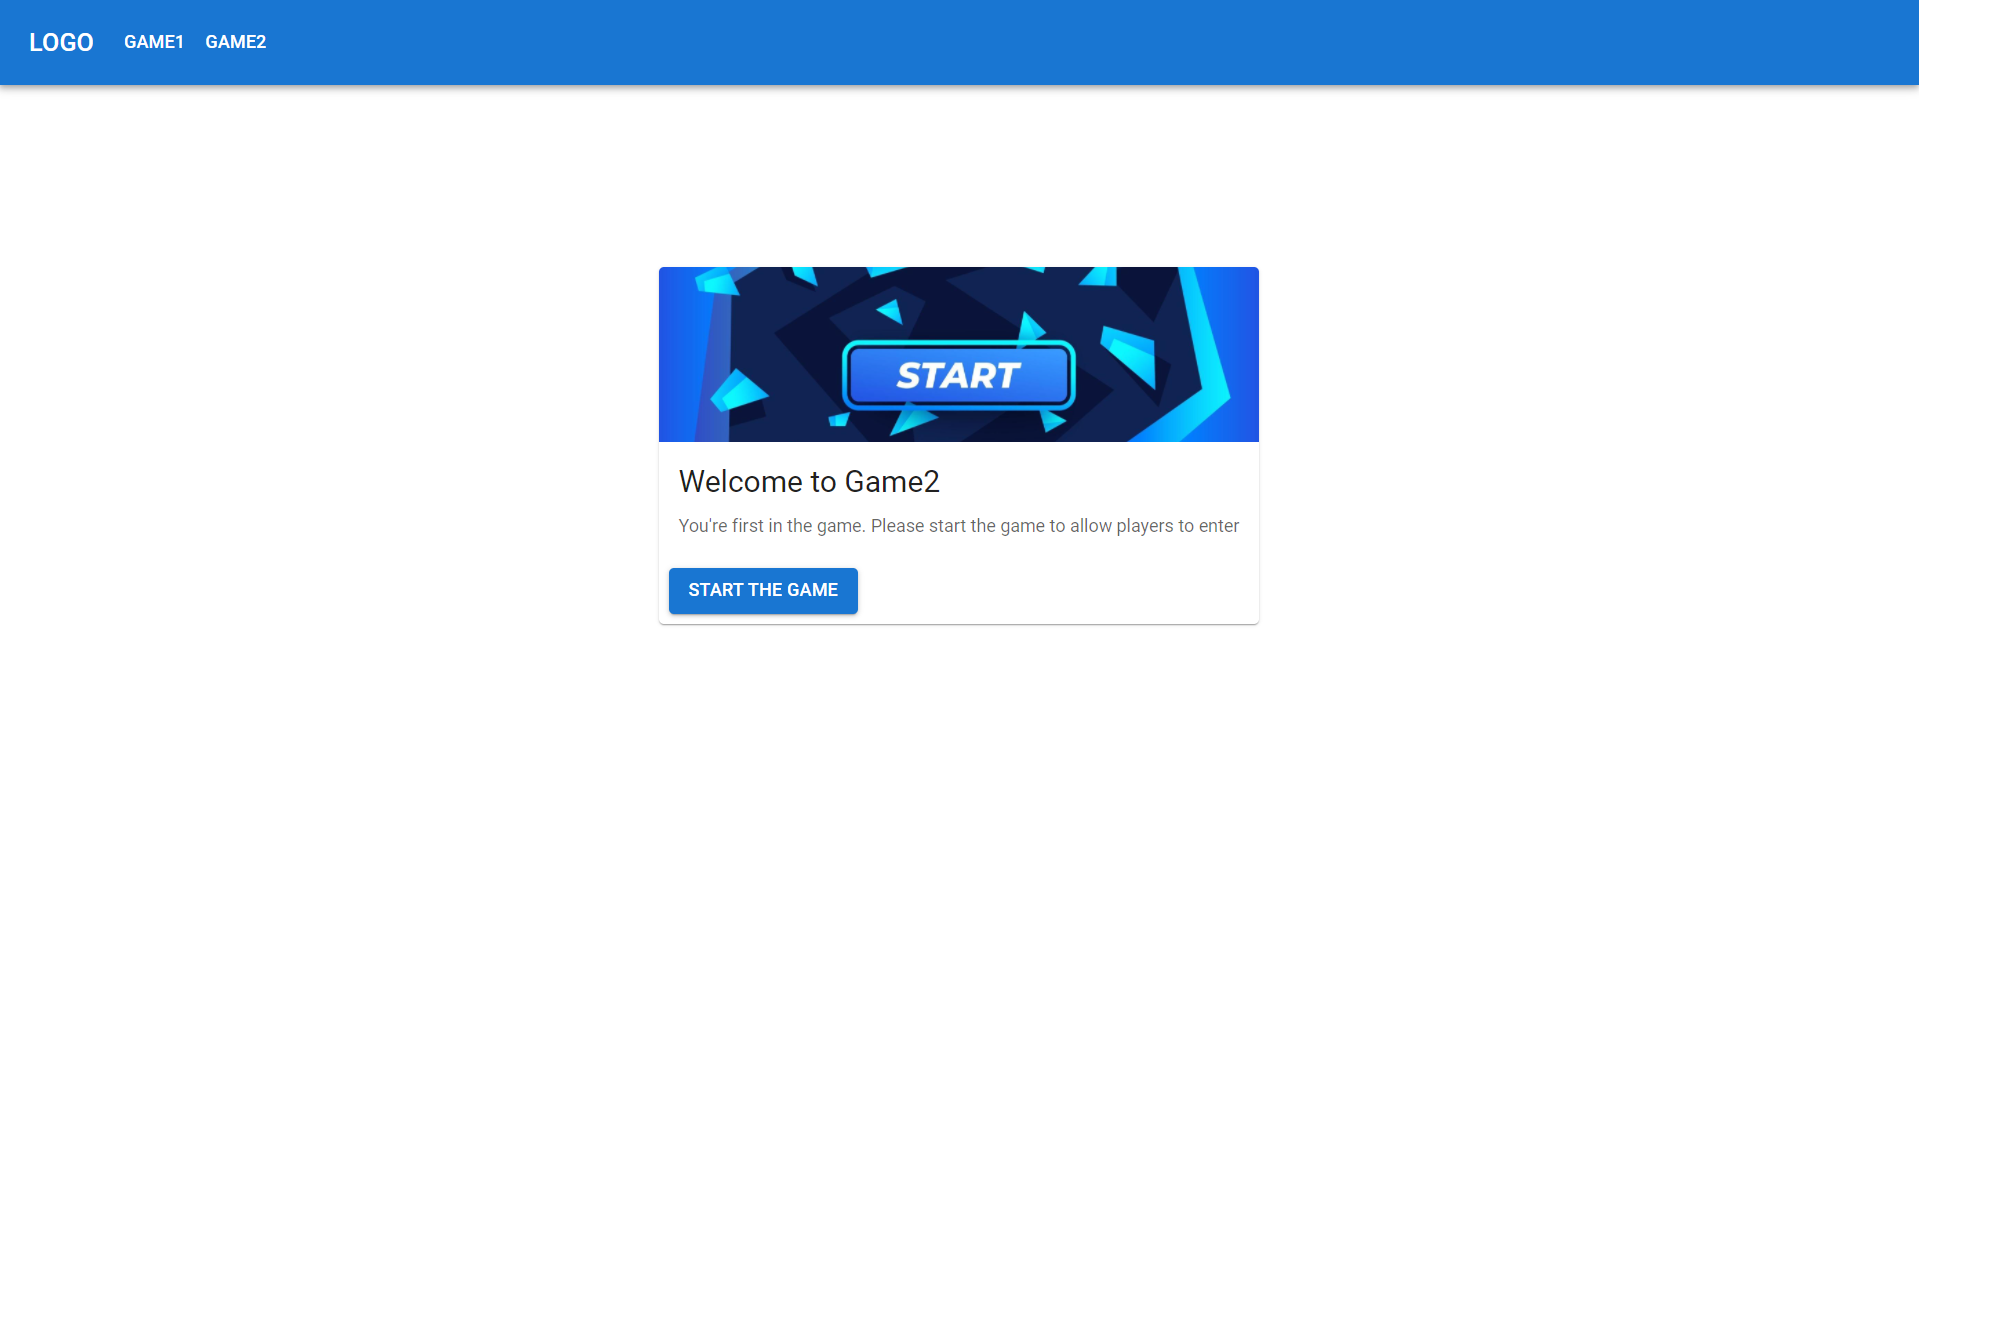 LOGO GAME1 GAME2
START
Welcome to Game2
You're first in the game. Please start the game to allow players to enter
START THE GAME